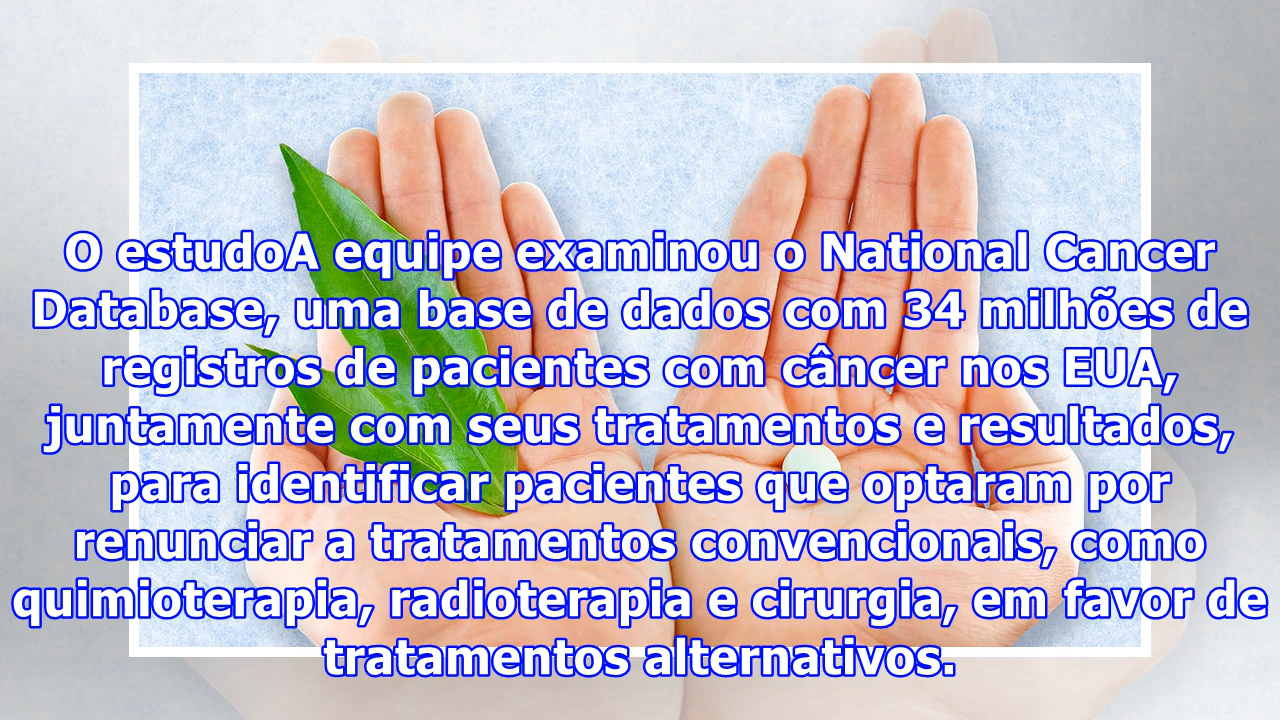 O estudoA equipe examinou o National Cancer
Database, uma base de dados com 34 milhões de
registros de pacientes com câncer nos EUA,
juntamente com seus tratamentos e resultados,
para identificar pacientes que optaram por
renunciar a tratamentos convencionais, como
quimioterapia, radioterapia e cirurgia, em favor de
tratamentos alternativos.